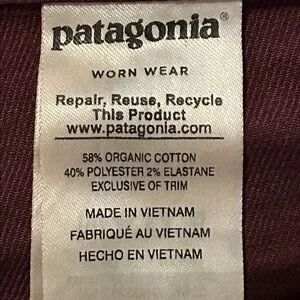 patagonia®
WORN WEAR
Repair, Reuse, Recycle
This Product
www.patagonia.com
58% ORGANIC COTTON
40% POLYESTER 2% ELASTANE
EXCLUSIVE OF TRIM
MADE IN VIETNAM
FABRIQUÉ AU VIETNAM
HECHO EN VIETNAM